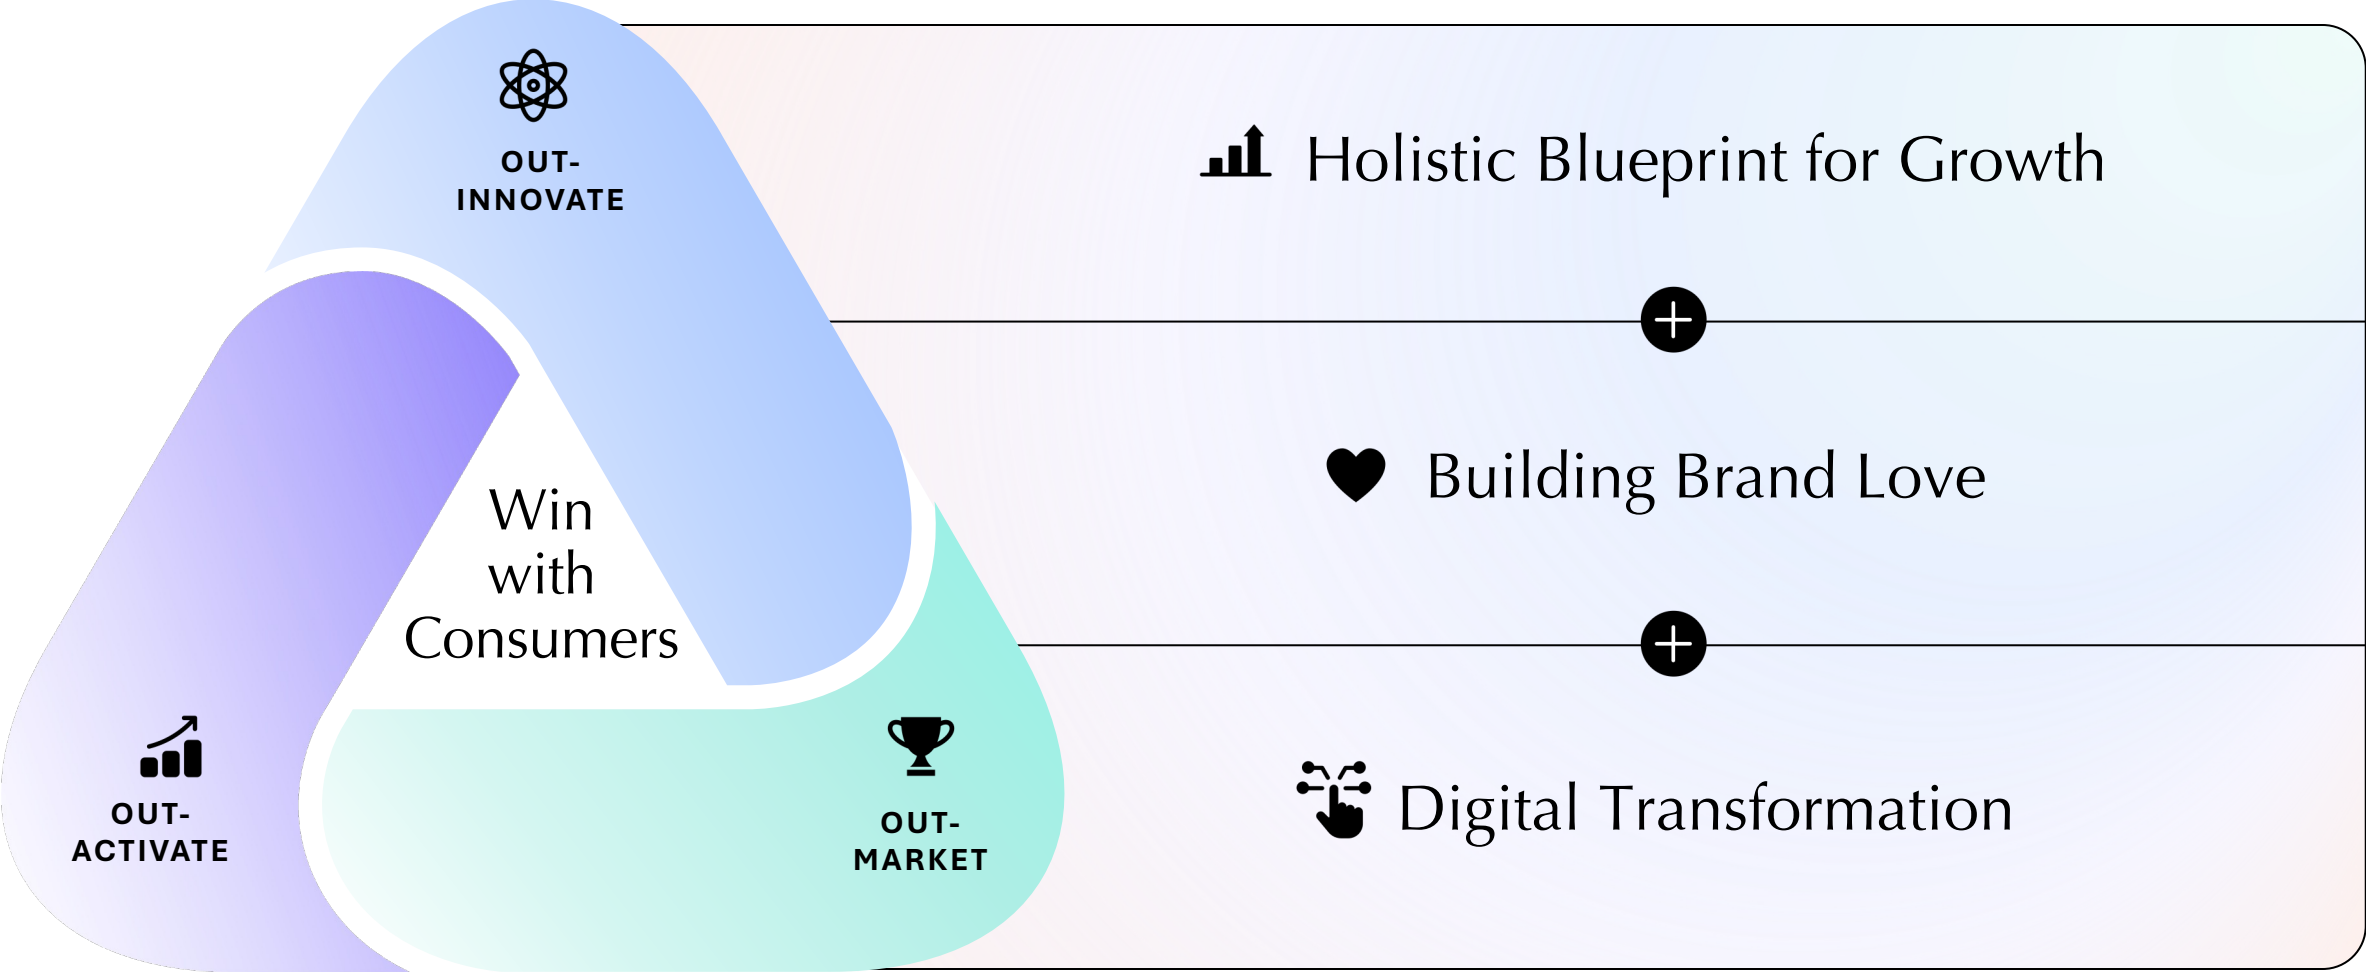 OUT-
INNOVATE
Win
with
Consumers
OUT-
ACTIVATE
OUT-
MARKET
Holistic Blueprint for Growth
Building Brand Love
Digital Transformation